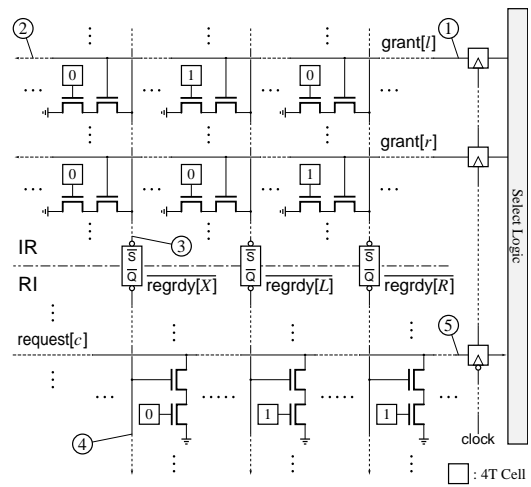 2
1
grant[l]
0
1
0
grant[r]
0
0
1
Select Logic
3
IR
S
S
S
RI
Q
regrdy[X]
Q
regrdy[L]
Q
regrdy[R]
request[c]
5
0
1
1
4
clock
: 4T Cell